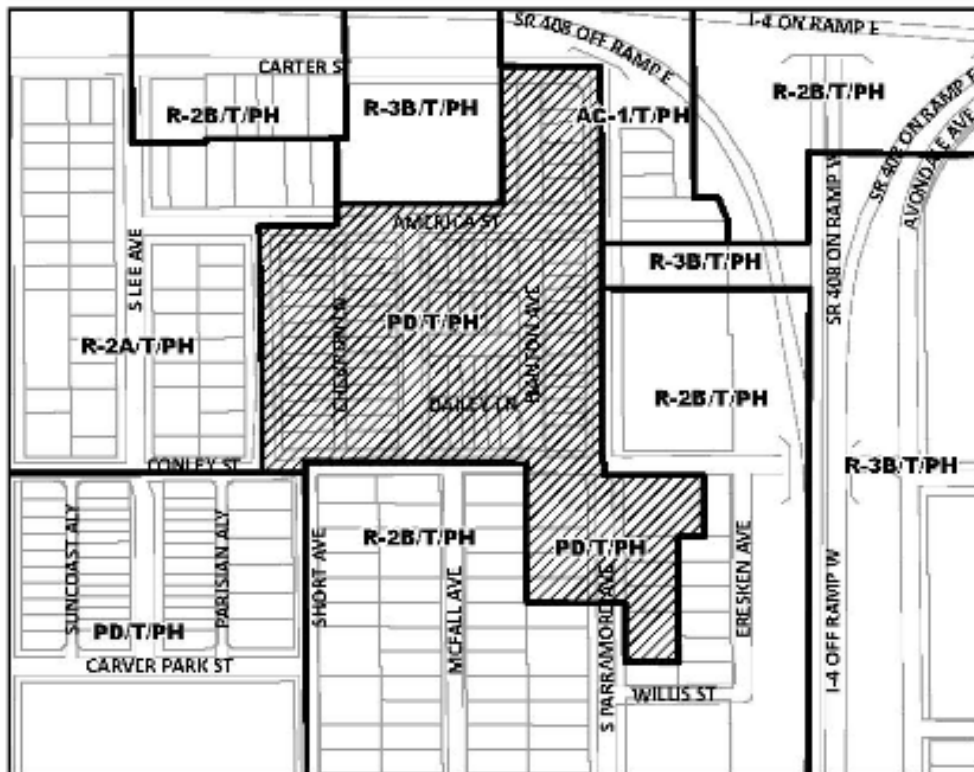 SR 408 OFF RAMP E
I-4 ON RAMP E
CARTER ST
R-2B/T/PH
R-3B/T/PH
AC-1/T/PH
R-2B/T/PH
SR 408 ON RAMP E
AVONDALE AVE
AMERICA ST
S LEE AVE
R-3B/T/PH
SR 408 ON RAMP W
PD/T/PH
R-2A/T/PH
BANTON AVE
DAILEY LN
R-2B/T/PH
CONLEY ST
R-3B/T/PH
SUNCOAST ALY
PARISIAN ALY
SHORT AVE
R-2B/T/PH
MCFALL AVE
PD/T/PH
S PARRAMORE AVE
ERESKEN AVE
I-4 OFF RAMP W
PD/T/PH
CARVER PARK ST
WILLIS ST